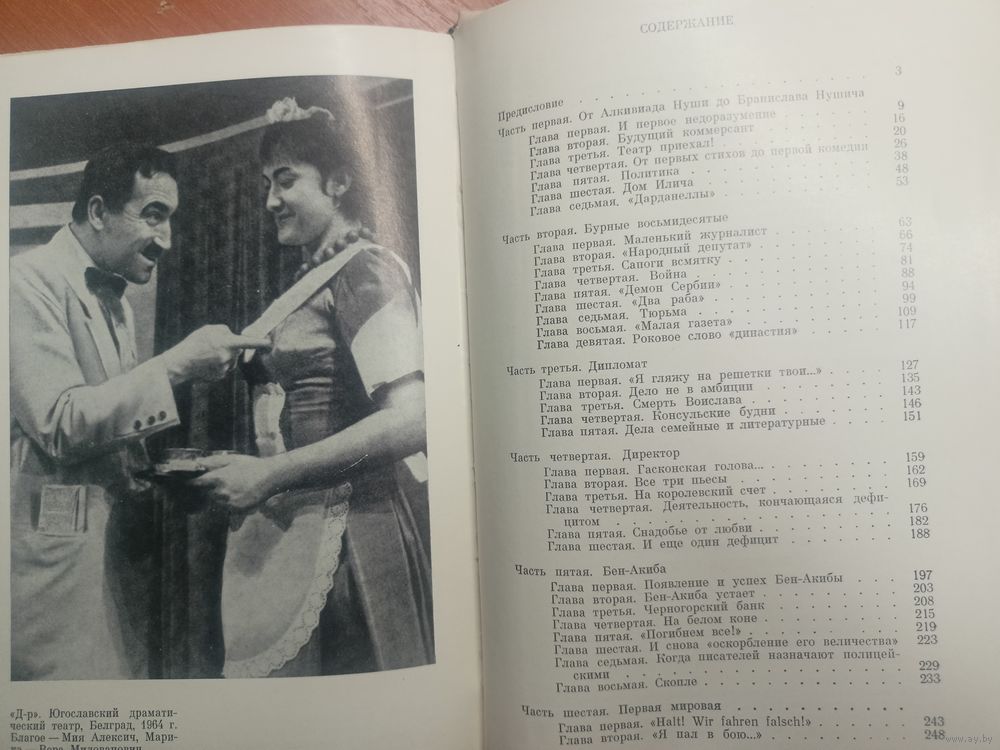 «Д-р». Югославский драмати-
ческий театр, Белград, 1964 г.
Благое — Мия Алексич, Мари-
ка — Вера Милованович
СОДЕРЖАНИЕ
Предисловие . . . . . . . . . . . . . . . . 3
Часть первая. От Алкивиада Нуши до Бранислава Нушича
Глава первая. И первое недоразумение . . . . . 9
Глава вторая. Будущий коммерсант . . . . . . 16
Глава третья. Театр приехал! . . . . . . . . 20
Глава четвертая. От первых стихов до первой комедии 26
Глава пятая. Политика . . . . . . . . . . 38
Глава шестая. Дом Илича . . . . . . . . . 48
Глава седьмая. «Дарданеллы» . . . . . . . . 53
Часть вторая. Бурные восьмидесятые
Глава первая. Маленький журналист . . . . . . 63
Глава вторая. «Народный депутат» . . . . . . 66
Глава третья. Сапоги всмятку . . . . . . . . 74
Глава четвертая. Война . . . . . . . . . . 81
Глава пятая. «Демон Сербии» . . . . . . . . 88
Глава шестая. «Два раба» . . . . . . . . . 94
Глава седьмая. Тюрьма . . . . . . . . . . 99
Глава восьмая. «Малая газета» . . . . . . . 109
Глава девятая. Роковое слово «династия» . . . . . 117
Часть третья. Дипломат
Глава первая. «Я гляжу на решетки твои...» . . . . 127
Глава вторая. Дело не в амбиции . . . . . . . 135
Глава третья. Смерть Воислава . . . . . . . 143
Глава четвертая. Консульские будни . . . . . . 146
Глава пятая. Дела семейные и литературные . . . . 151
Часть четвертая. Директор
Глава первая. Гасконская голова... . . . . . . . 159
Глава вторая. Все три пьесы . . . . . . . . 162
Глава третья. На королевский счет . . . . . . 169
Глава четвертая. Деятельность, кончающаяся дефи-
цитом . . . . . . . . . . . . . . . 176
Глава пятая. Снадобье от любви . . . . . . . 182
Глава шестая. И еще один дефицит . . . . . . 188
Часть пятая. Бен-Акиба
Глава первая. Появление и успех Бен-Акибы . . . 197
Глава вторая. Бен-Акиба устает . . . . . . . 203
Глава третья. Черногорский банк . . . . . . . 208
Глава четвертая. На белом коне . . . . . . . 215
Глава пятая. «Погибнем все!» . . . . . . . . 219
Глава шестая. И снова «оскорбление его величества» 223
Глава седьмая. Когда писателей назначают полицей-
скими . . . . . . . . . . . . . . . 229
Глава восьмая. Скопле . . . . . . . . . . 233
Часть шестая. Первая мировая
Глава первая. «Halt! Wir fahren falsch!» . . . . . 243
Глава вторая. «Я пал в бою...» . . . . . . . 248
www.ay.by